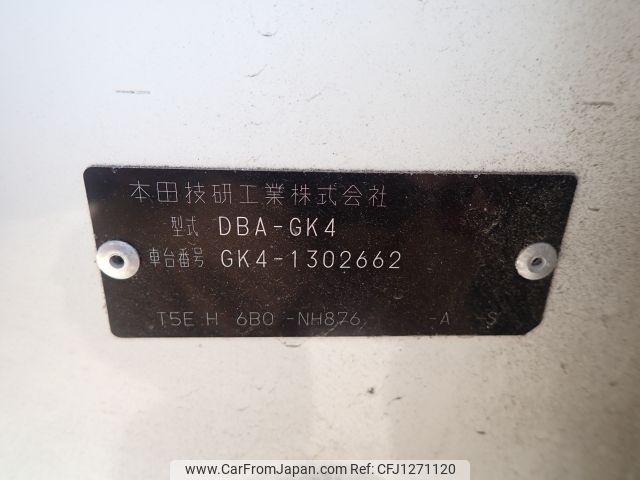 本田技研工業株式会社
型式 DBA-GK4
車台番号 GK4-1302662
T5E H 6B0 -NH876 -A -S
www.CarFromJapan.com | Ref No. CFJ1271120